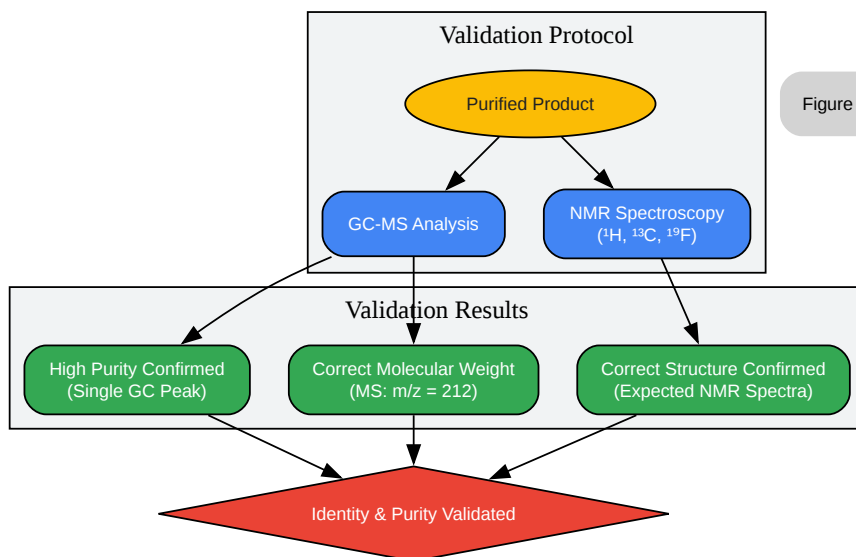 Validation Protocol
Purified Product
Figure
GC-MS Analysis
NMR Spectroscopy
(¹H, ¹³C, ¹⁹F)
Validation Results
High Purity Confirmed
(Single GC Peak)
Correct Molecular Weight
(MS: m/z = 212)
Correct Structure Confirmed
(Expected NMR Spectra)
Identity & Purity Validated